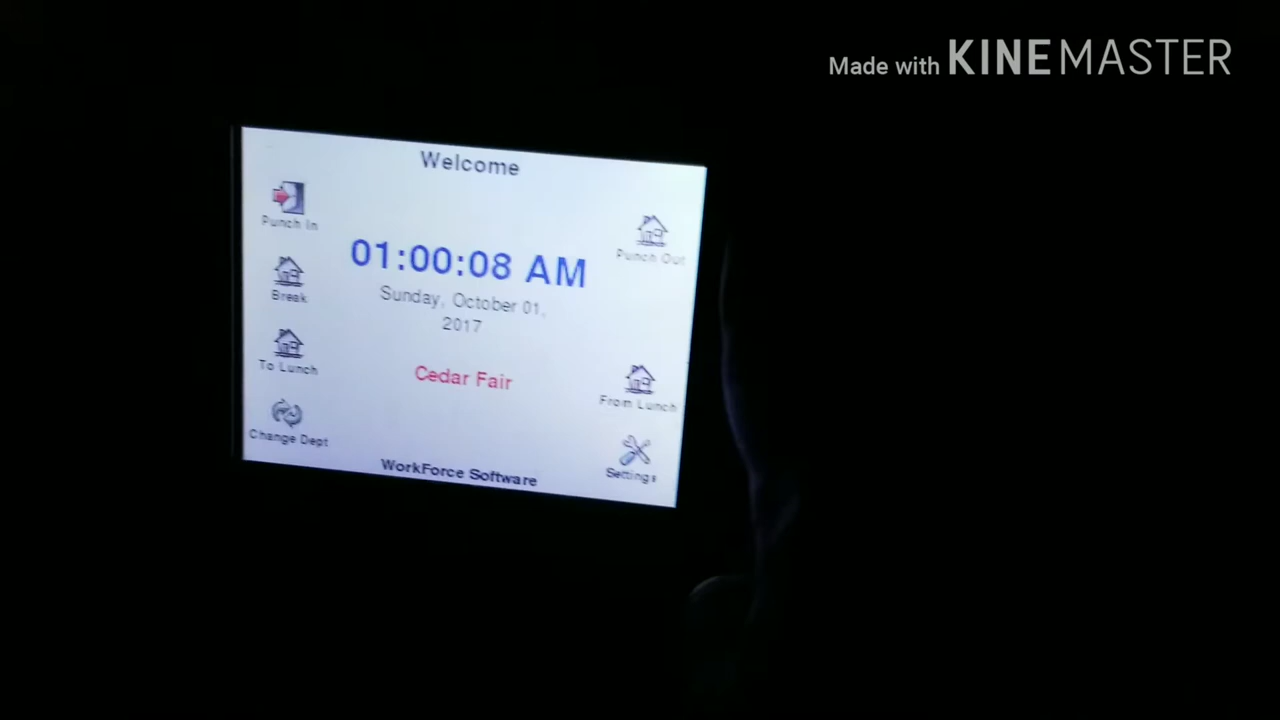 Made with KINEMASTER
Welcome
Punch In
Punch Out
01:00:08 AM
Break
Sunday, October 01,
2017
To Lunch
Cedar Fair
From Lunch
Change Dept
WorkForce Software
Settings